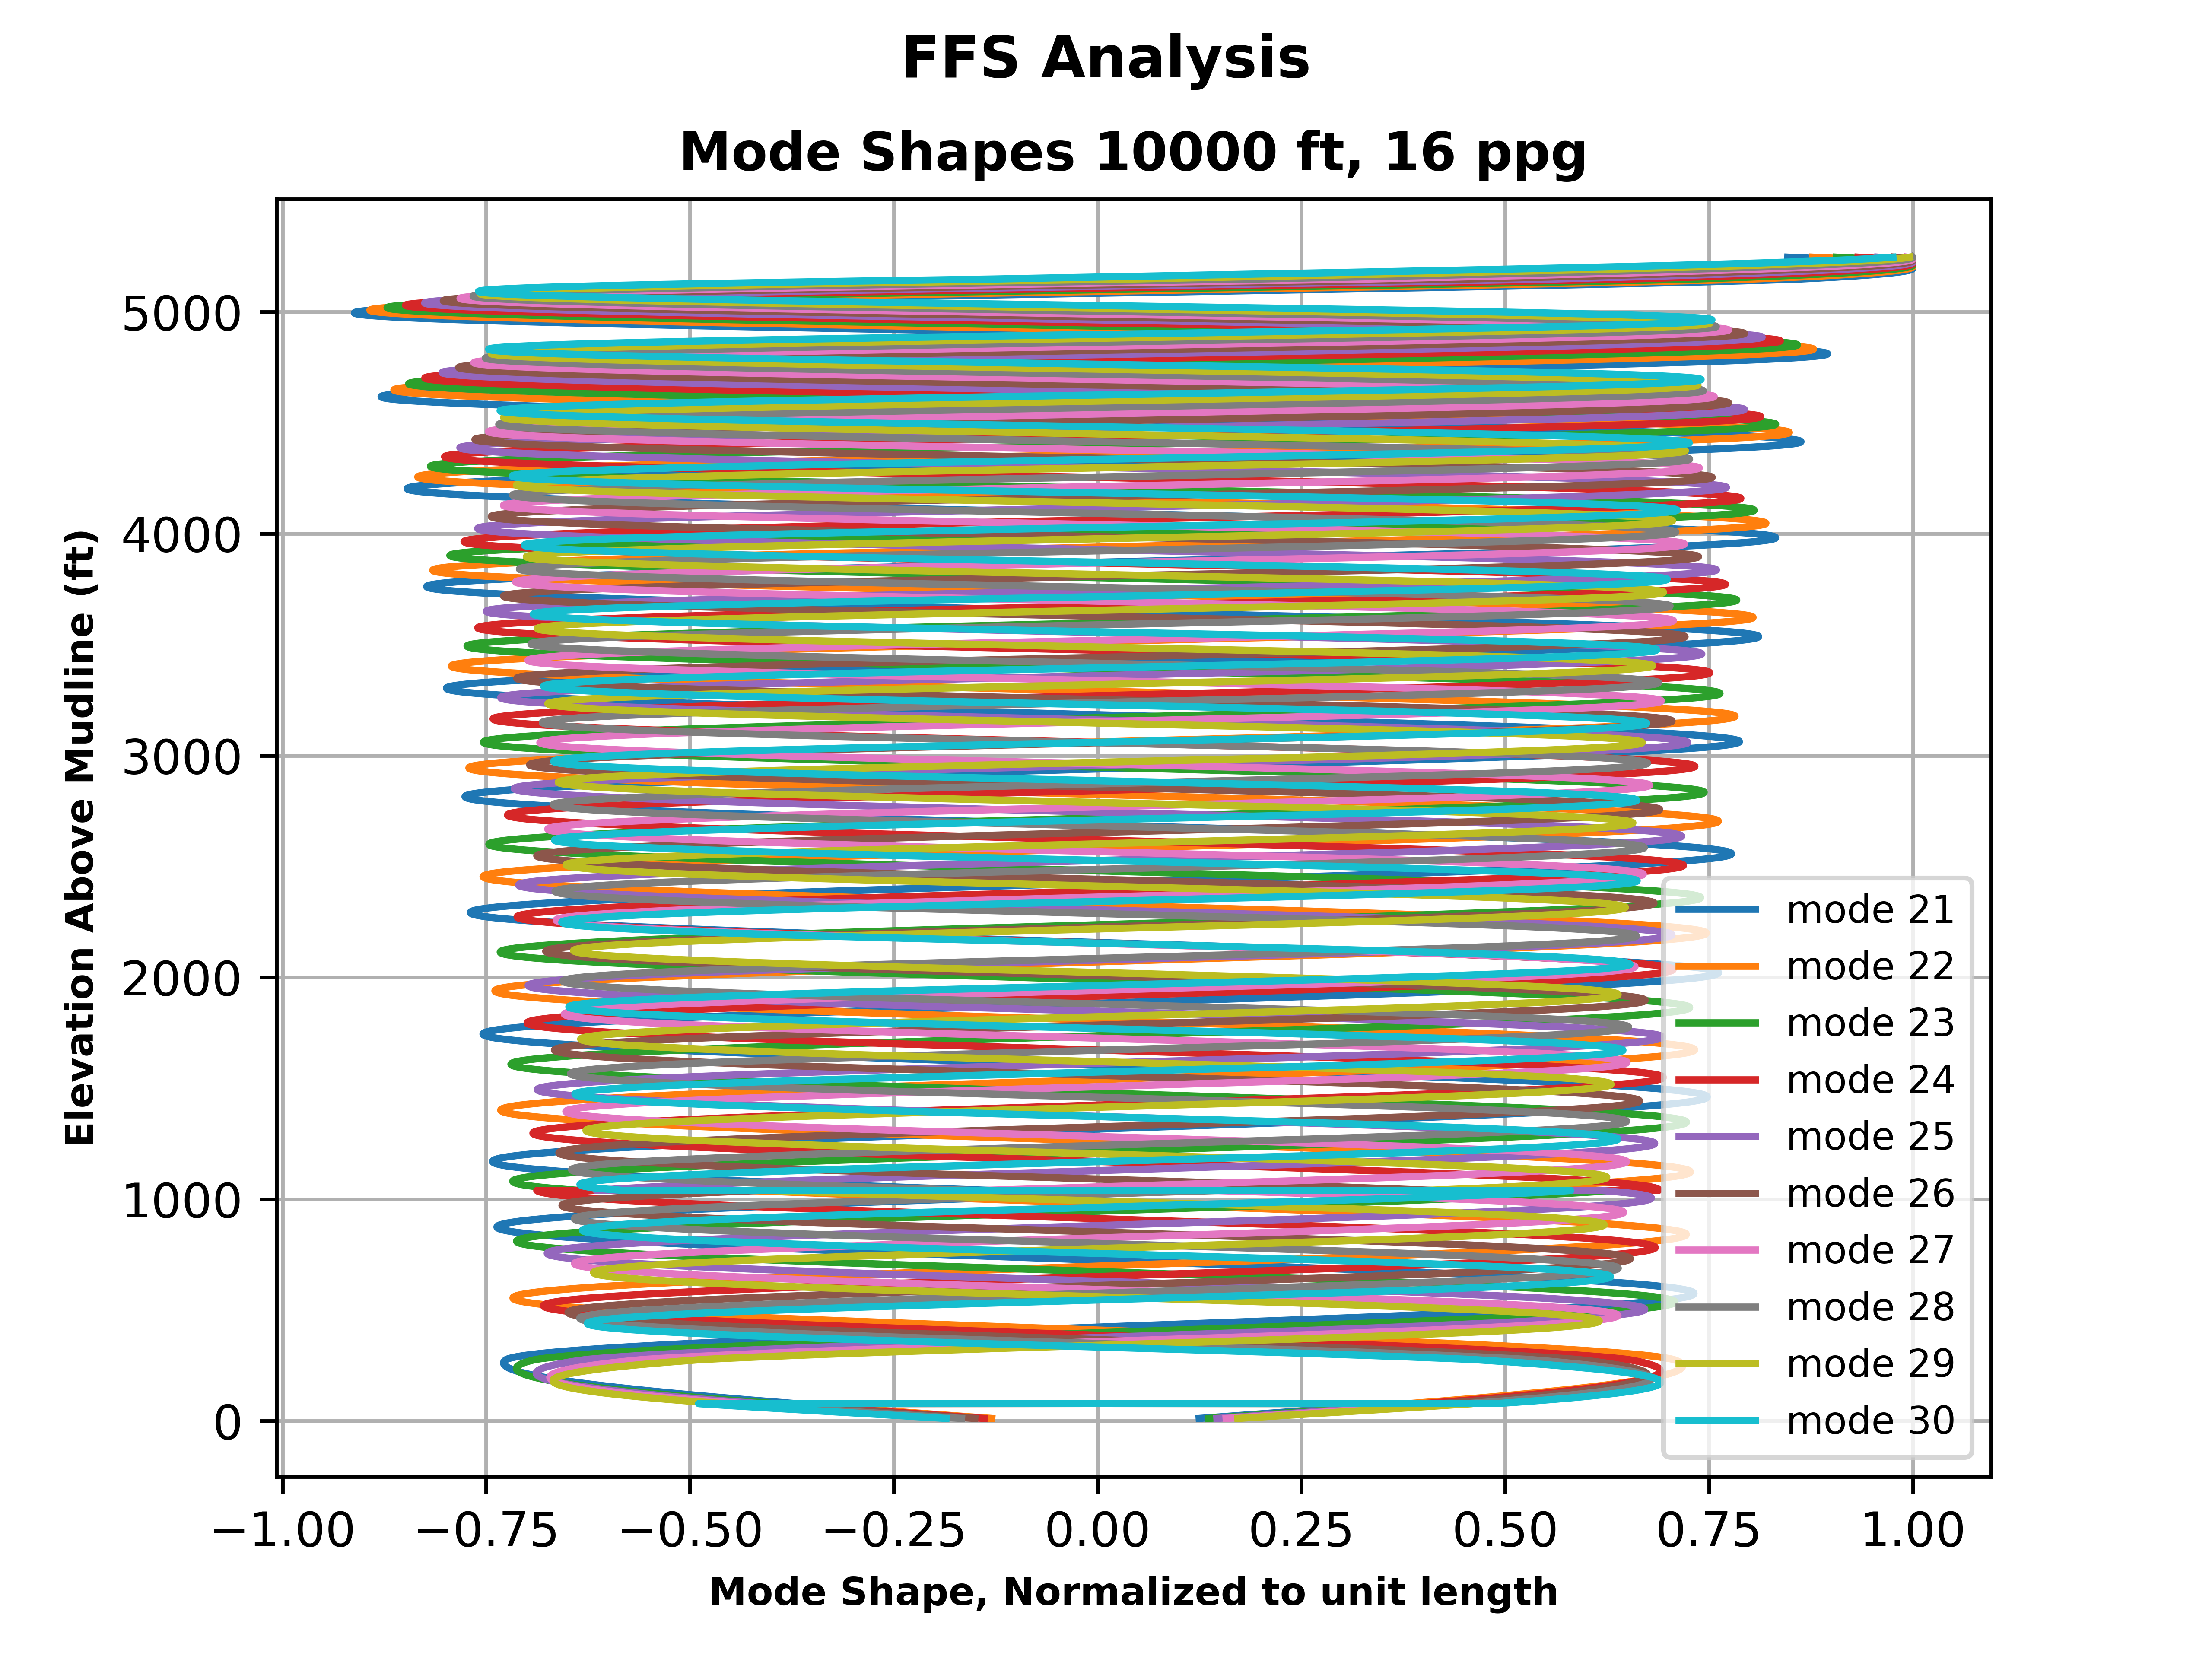 FFS Analysis
Mode Shapes 10000 ft, 16 ppg
Elevation Above Mudline (ft)
5000
4000
3000
2000
1000
0
mode 21
mode 22
mode 23
mode 24
mode 25
mode 26
mode 27
mode 28
mode 29
mode 30
−1.00 −0.75 −0.50 −0.25 0.00 0.25 0.50 0.75 1.00
Mode Shape, Normalized to unit length